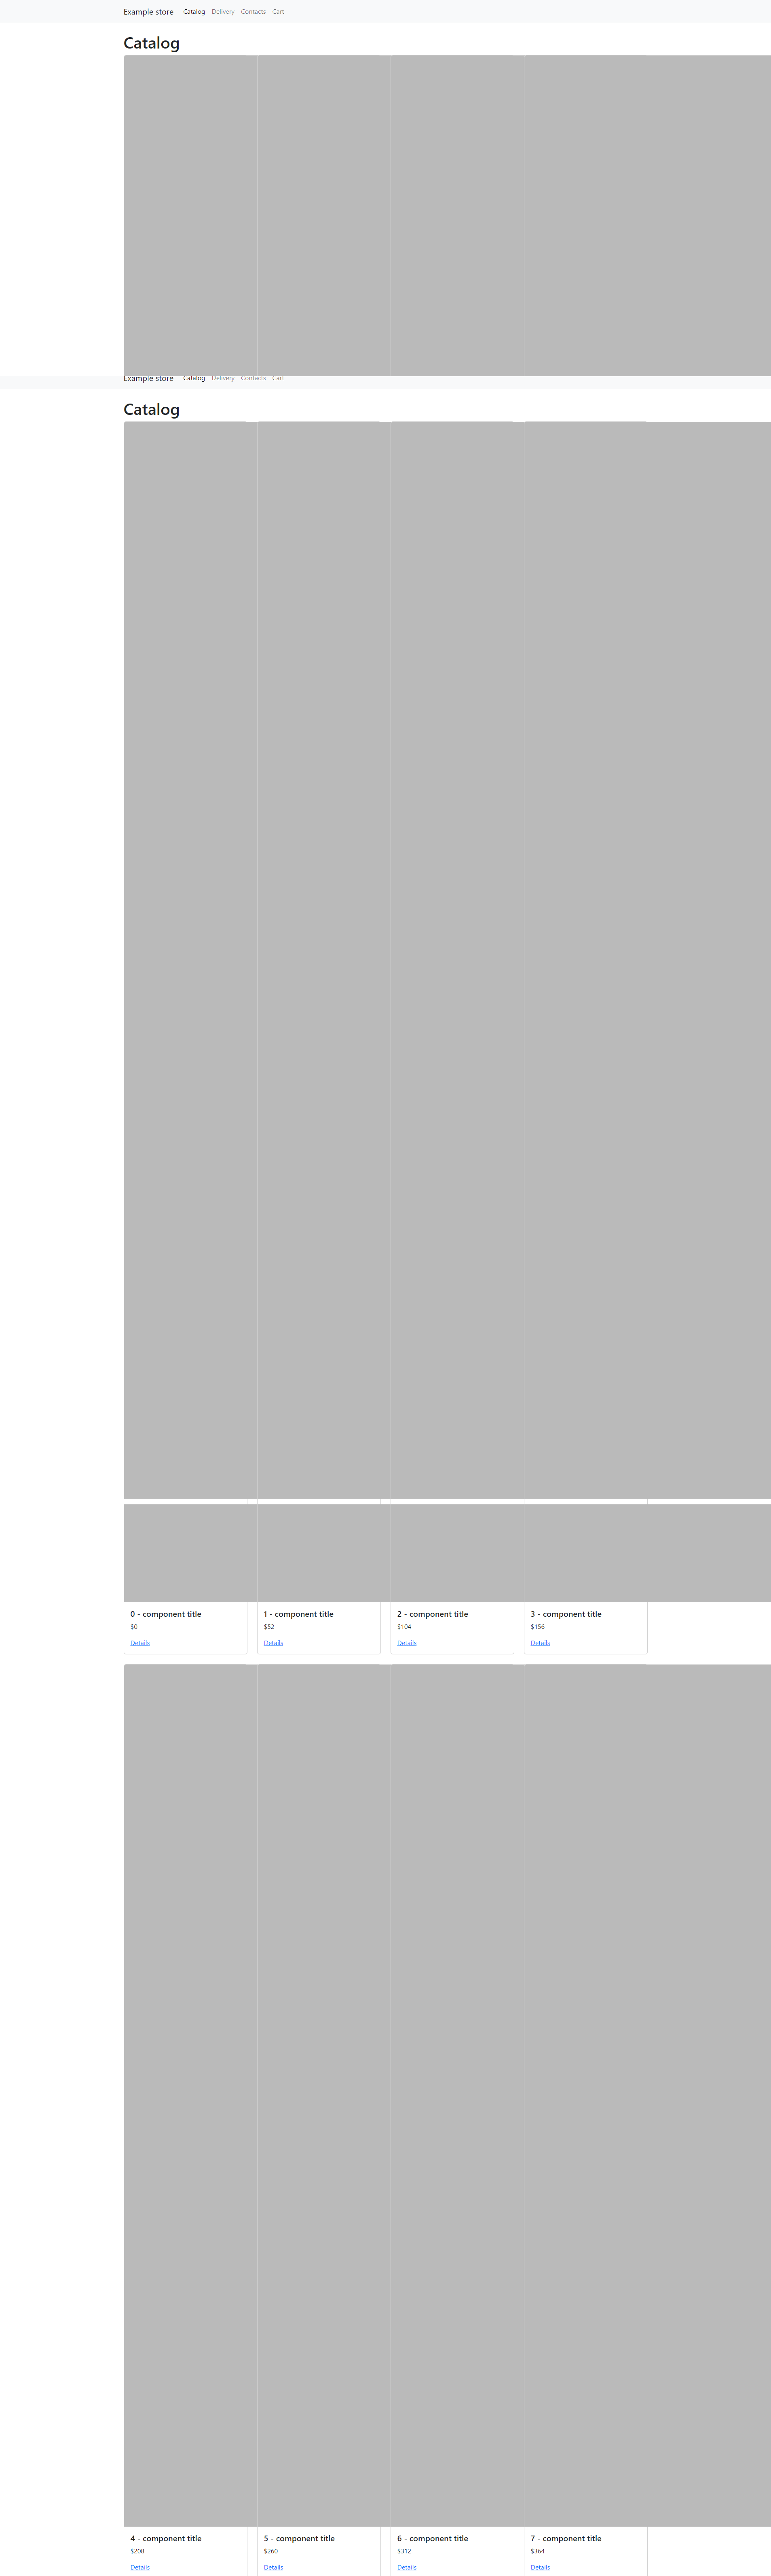 Example store Catalog Delivery Contacts Cart
Catalog
Example store Catalog Delivery Contacts Cart
Catalog
0 - component title 1 - component title 2 - component title 3 - component title
$0 $52 $104 $156
Details Details Details Details
4 - component title 5 - component title 6 - component title 7 - component title
$208 $260 $312 $364
Details Details Details Details